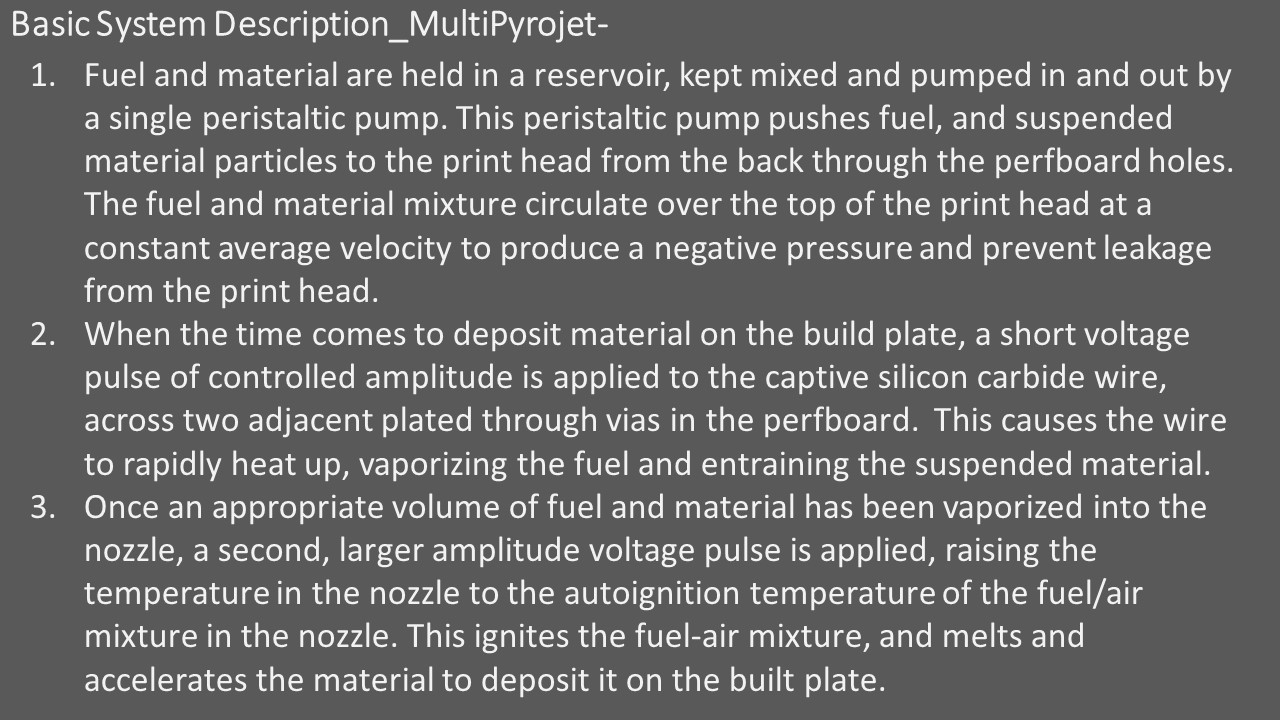 Basic System Description_MultiPyrojet-
1. Fuel and material are held in a reservoir, kept mixed and pumped in and out by
a single peristaltic pump. This peristaltic pump pushes fuel, and suspended
material particles to the print head from the back through the perfboard holes.
The fuel and material mixture circulate over the top of the print head at a
constant average velocity to produce a negative pressure and prevent leakage
from the print head.
2. When the time comes to deposit material on the build plate, a short voltage
pulse of controlled amplitude is applied to the captive silicon carbide wire,
across two adjacent plated through vias in the perfboard.  This causes the wire
to rapidly heat up, vaporizing the fuel and entraining the suspended material.
3. Once an appropriate volume of fuel and material has been vaporized into the
nozzle, a second, larger amplitude voltage pulse is applied, raising the
temperature in the nozzle to the autoignition temperature of the fuel/air
mixture in the nozzle. This ignites the fuel-air mixture, and melts and
accelerates the material to deposit it on the built plate.